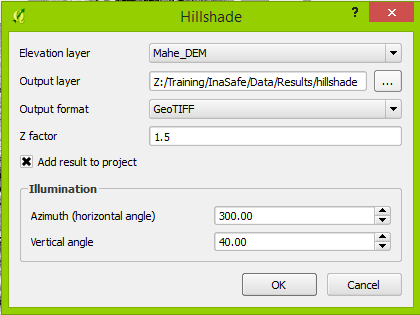 Hillshade
?
Elevation layer Mahe_DEM
Output layer Z:/Training/InaSafe/Data/Results/hillshade ...
Output format GeoTIFF
Z factor 1.5
Add result to project
Illumination
Azimuth (horizontal angle) 300.00
Vertical angle 40.00
OK Cancel